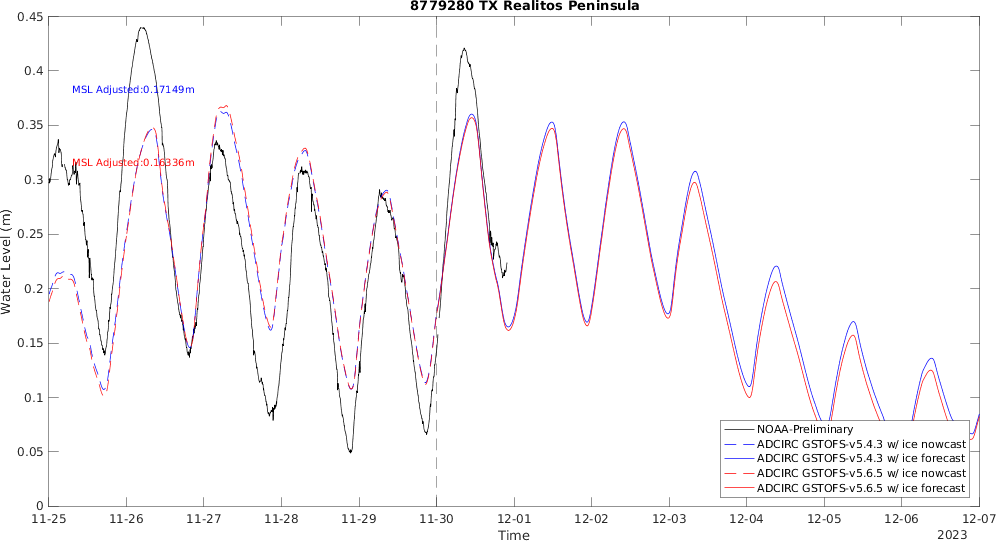 8779280 TX Realitos Peninsula
Water Level (m)
0.45
0.4
0.35
0.3
0.25
0.2
0.15
0.1
0.05
0
MSL Adjusted:0.17149m
MSL Adjusted:0.16336m
NOAA-Preliminary
ADCIRC GSTOFS-v5.4.3 w/ ice nowcast
ADCIRC GSTOFS-v5.4.3 w/ ice forecast
ADCIRC GSTOFS-v5.6.5 w/ ice nowcast
ADCIRC GSTOFS-v5.6.5 w/ ice forecast
11-25 11-26 11-27 11-28 11-29 11-30 12-01 12-02 12-03 12-04 12-05 12-06 12-07
Time
2023